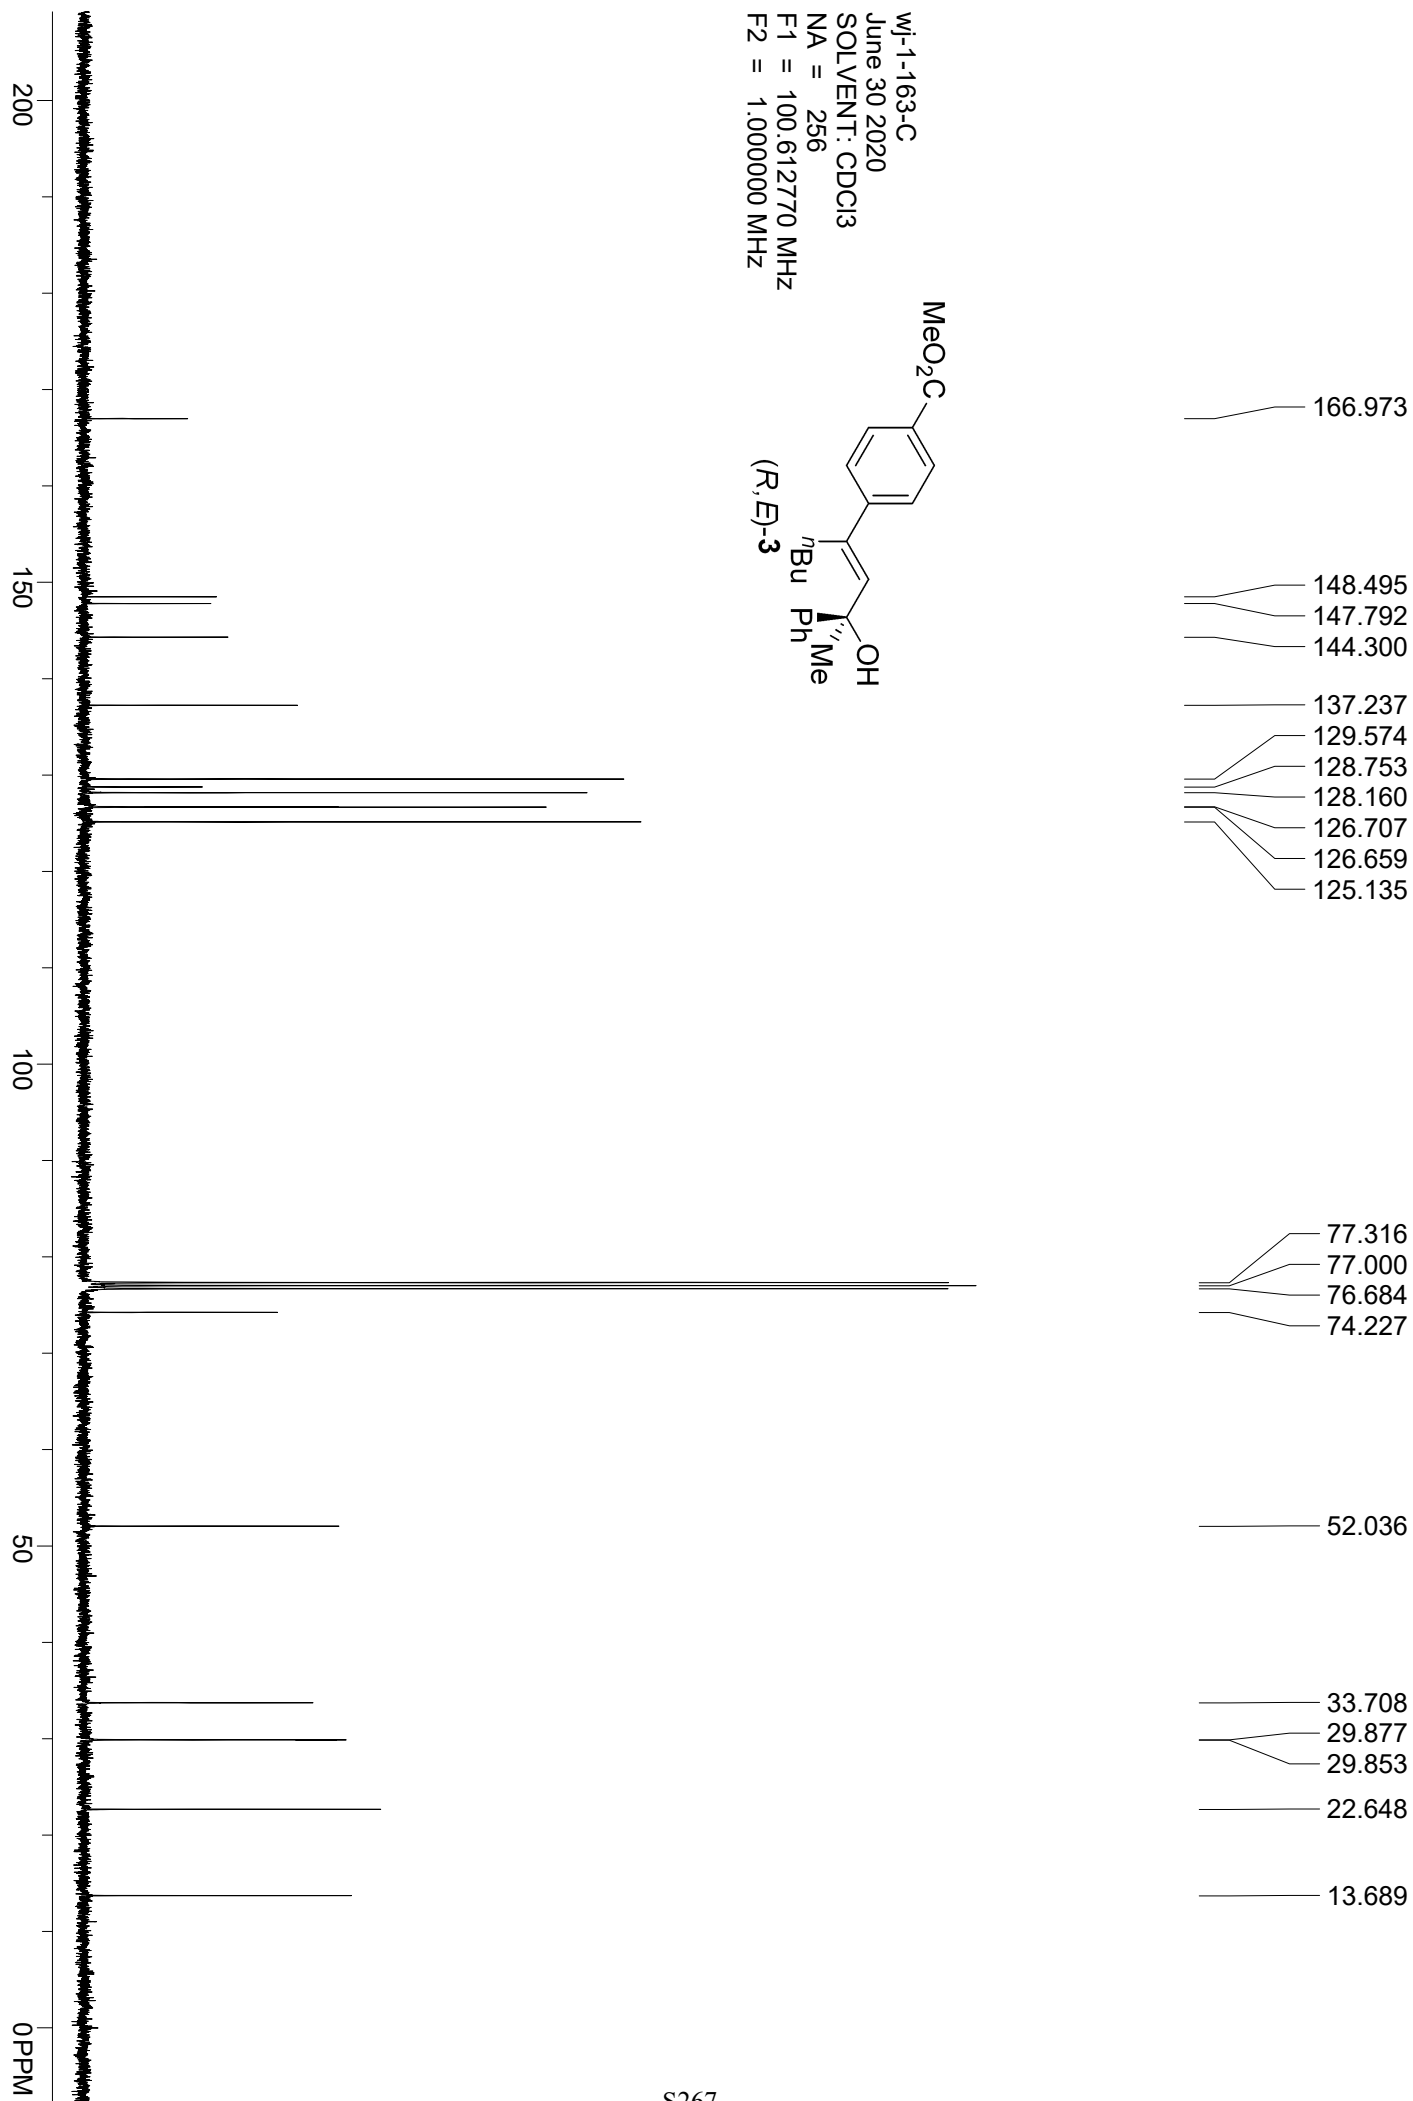 wj-1-163-C
June 30 2020
SOLVENT: CDCl3
NA = 256
F1 = 100.612770 MHz
F2 = 1.000000 MHz
MeO2C
nBu
Ph
Me
OH
(R,E)-3
166.973
148.495
147.792
144.300
137.237
129.574
128.753
128.160
126.707
126.659
125.135
77.316
77.000
76.684
74.227
52.036
33.708
29.877
29.853
22.648
13.689
200
150
100
50
0PPM